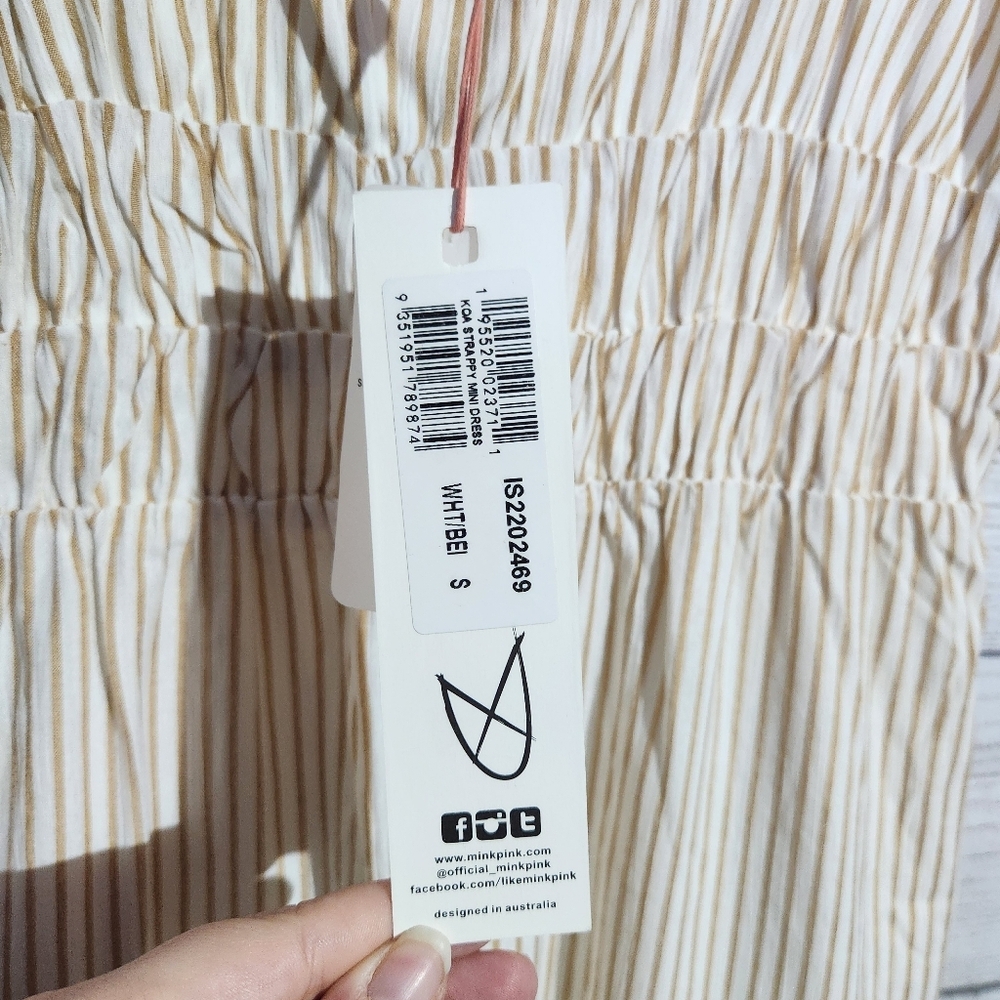 1 95520 02371 1
KOA STRAPPY MINI DRESS
9 351951 789874
IS2202469
WHT/BEI S
www.minkpink.com
@official_minkpink
facebook.com/likeminkpink
designed in australia